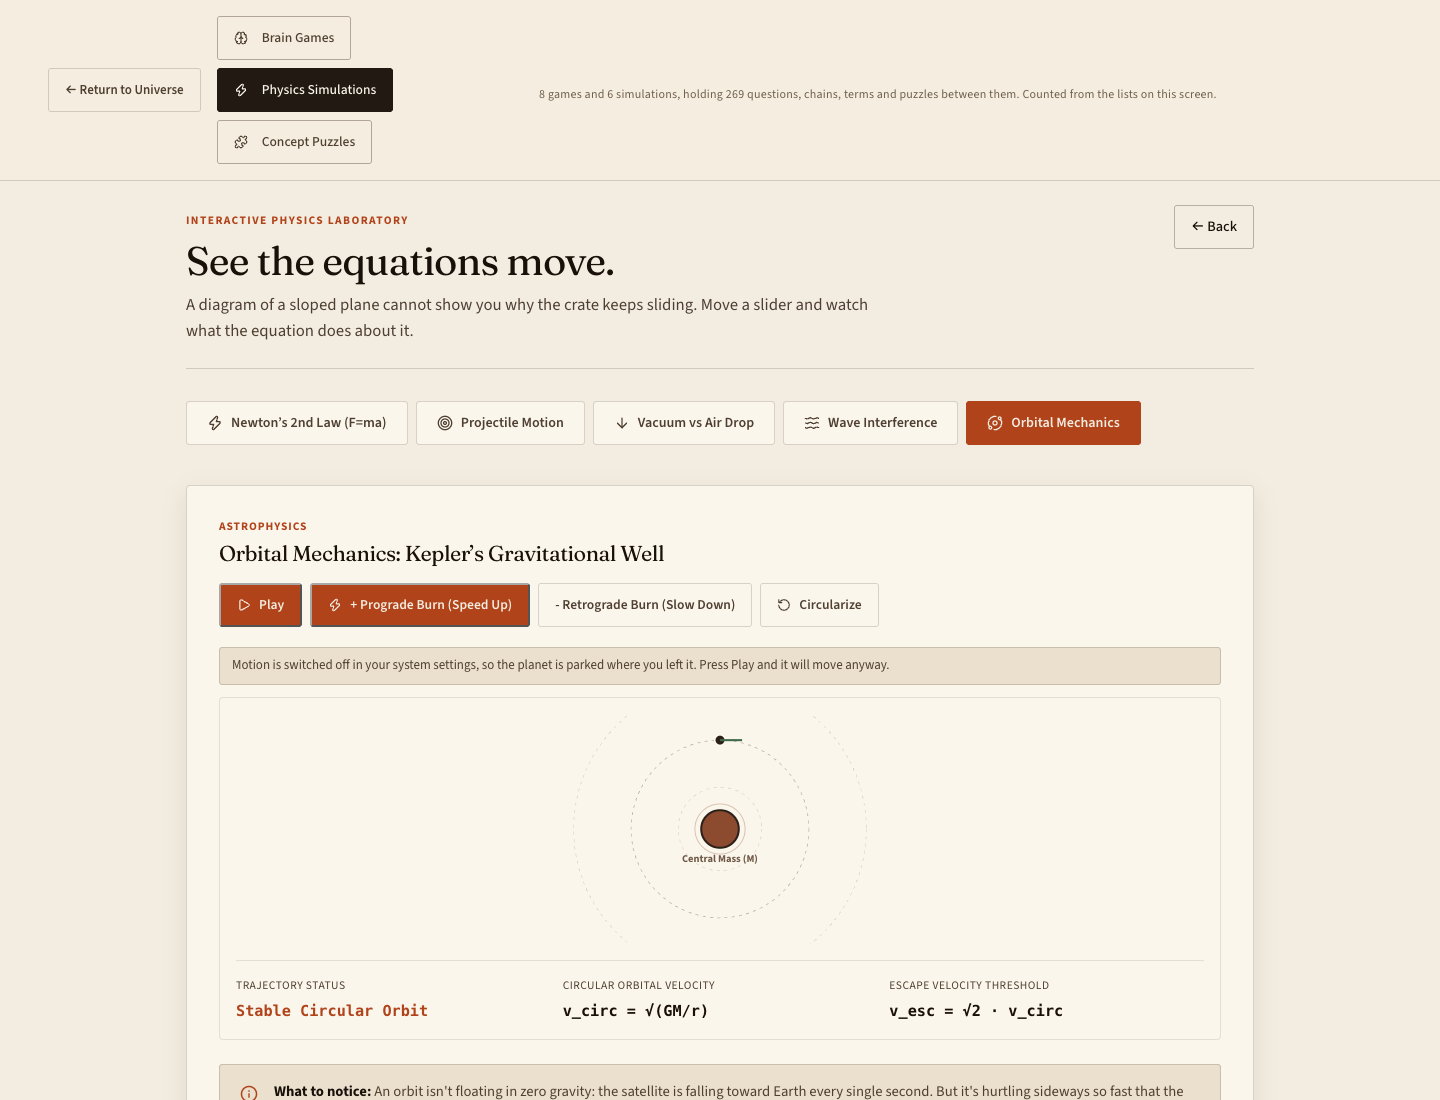 Brain Games
← Return to Universe
Physics Simulations
8 games and 6 simulations, holding 269 questions, chains, terms and puzzles between them. Counted from the lists on this screen.
Concept Puzzles
INTERACTIVE PHYSICS LABORATORY
← Back
See the equations move.
A diagram of a sloped plane cannot show you why the crate keeps sliding. Move a slider and watch
what the equation does about it.
Newton’s 2nd Law (F=ma)
Projectile Motion
Vacuum vs Air Drop
Wave Interference
Orbital Mechanics
ASTROPHYSICS
Orbital Mechanics: Kepler’s Gravitational Well
Play
+ Prograde Burn (Speed Up)
- Retrograde Burn (Slow Down)
Circularize
Motion is switched off in your system settings, so the planet is parked where you left it. Press Play and it will move anyway.
Central Mass (M)
TRAJECTORY STATUS
Stable Circular Orbit
CIRCULAR ORBITAL VELOCITY
v_circ = √(GM/r)
ESCAPE VELOCITY THRESHOLD
v_esc = √2 · v_circ
What to notice: An orbit isn't floating in zero gravity: the satellite is falling toward Earth every single second. But it's hurtling sideways so fast that the